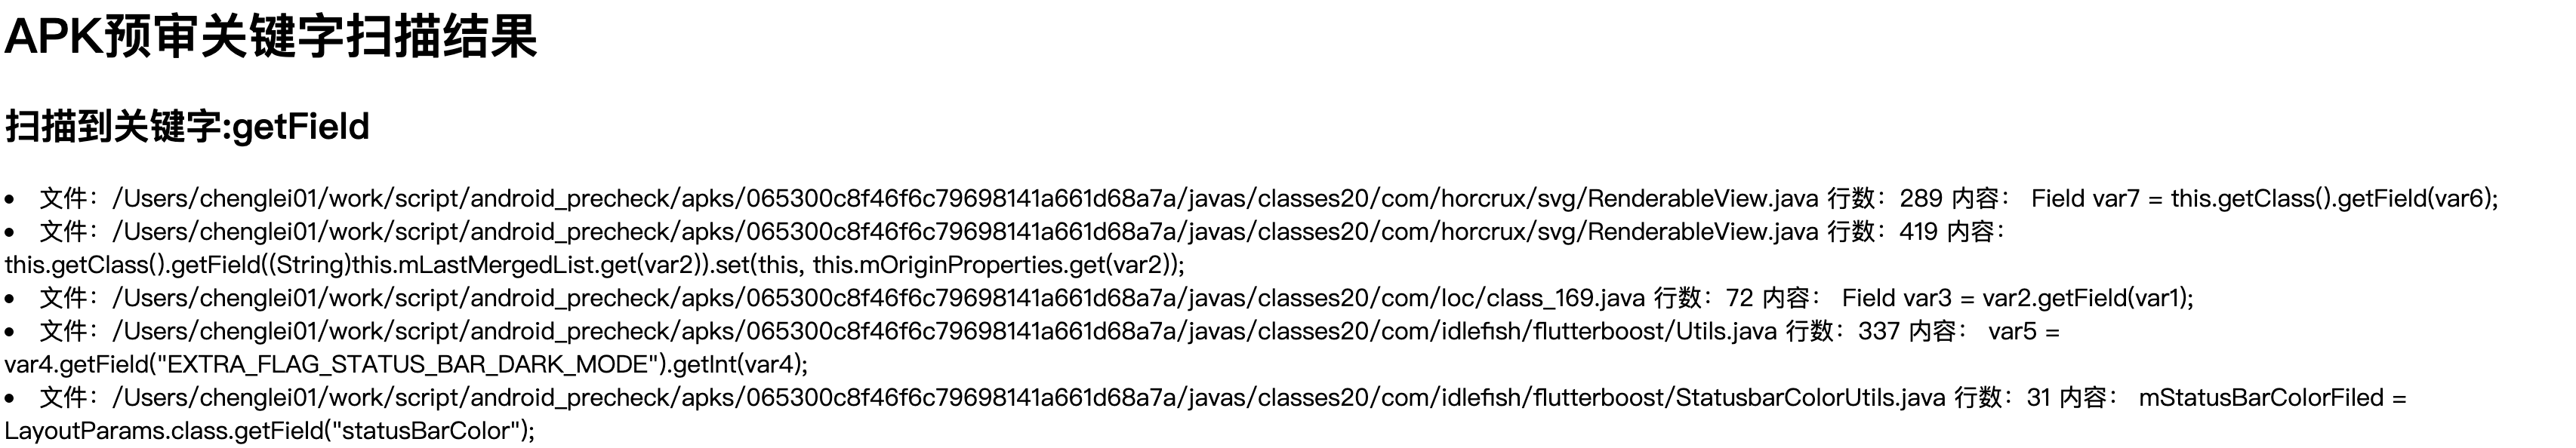 APK预审关键字扫描结果
扫描到关键字:getField
• 文件：/Users/chenglei01/work/script/android_precheck/apks/065300c8f46f6c79698141a661d68a7a/javas/classes20/com/horcrux/svg/RenderableView.java 行数：289 内容： Field var7 = this.getClass().getField(var6);
• 文件：/Users/chenglei01/work/script/android_precheck/apks/065300c8f46f6c79698141a661d68a7a/javas/classes20/com/horcrux/svg/RenderableView.java 行数：419 内容：
this.getClass().getField((String)this.mLastMergedList.get(var2)).set(this, this.mOriginProperties.get(var2));
• 文件：/Users/chenglei01/work/script/android_precheck/apks/065300c8f46f6c79698141a661d68a7a/javas/classes20/com/loc/class_169.java 行数：72 内容： Field var3 = var2.getField(var1);
• 文件：/Users/chenglei01/work/script/android_precheck/apks/065300c8f46f6c79698141a661d68a7a/javas/classes20/com/idlefish/flutterboost/Utils.java 行数：337 内容： var5 =
var4.getField("EXTRA_FLAG_STATUS_BAR_DARK_MODE").getInt(var4);
• 文件：/Users/chenglei01/work/script/android_precheck/apks/065300c8f46f6c79698141a661d68a7a/javas/classes20/com/idlefish/flutterboost/StatusbarColorUtils.java 行数：31 内容： mStatusBarColorFiled =
LayoutParams.class.getField("statusBarColor");